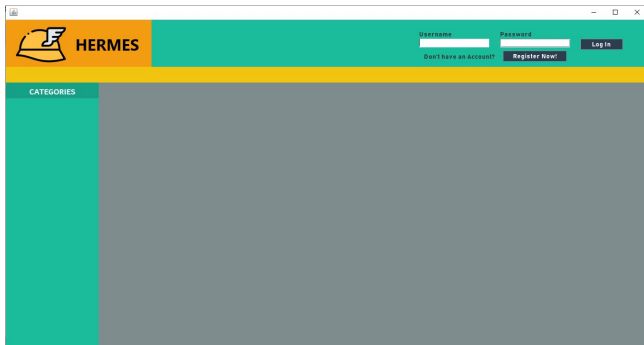 HERMES
Username Password
Log In
Don't have an Account? Register Now!
CATEGORIES